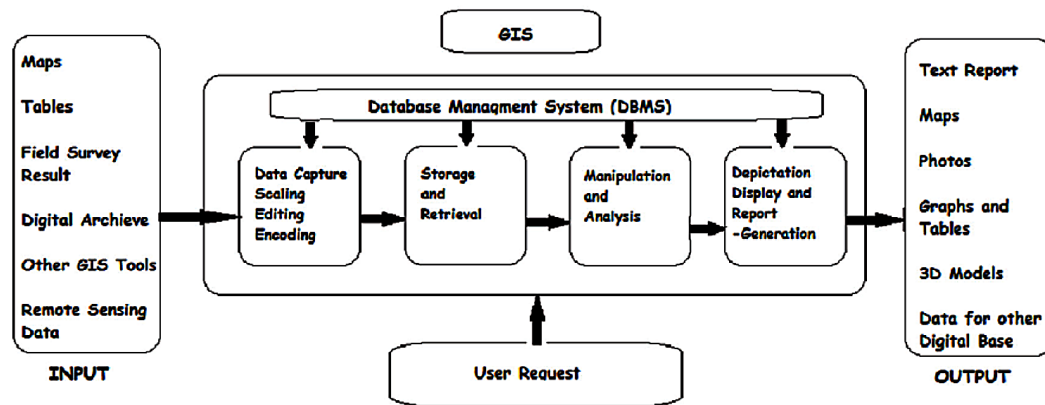 GIS
Maps
Tables
Field Survey
Result
Digital Archieve
Other GIS Tools
Remote Sensing
Data
INPUT
Database Managment System (DBMS)
Data Capture
Scaling
Editing
Encoding
Storage
and
Retrieval
Manipulation
and
Analysis
Depictation
Display and
Report
-Generation
User Request
Text Report
Maps
Photos
Graphs and
Tables
3D Models
Data for other
Digital Base
OUTPUT